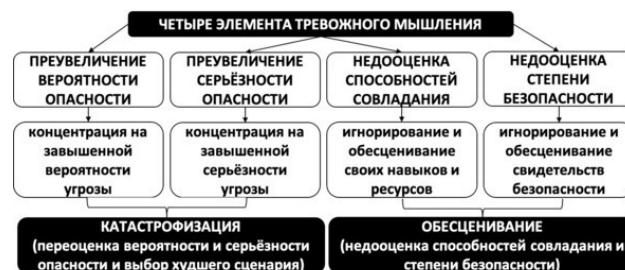 ЧЕТЫРЕ ЭЛЕМЕНТА ТРЕВОЖНОГО МЫШЛЕНИЯ
ПРЕУВЕЛИЧЕНИЕ
ВЕРОЯТНОСТИ
ОПАСНОСТИ
ПРЕУВЕЛИЧЕНИЕ
СЕРЬЁЗНОСТИ
ОПАСНОСТИ
НЕДООЦЕНКА
СПОСОБНОСТЕЙ
СОВЛАДАНИЯ
НЕДООЦЕНКА
СТЕПЕНИ
БЕЗОПАСНОСТИ
концентрация на
завышенной
вероятности
угрозы
концентрация на
завышенной
серьёзности
угрозы
игнорирование и
обесценивание
своих навыков и
ресурсов
игнорирование и
обесценивание
свидетельств
безопасности
КАТАСТРОФИЗАЦИЯ
(переоценка вероятности и серьёзности
опасности и выбор худшего сценария)
ОБЕСЦЕНИВАНИЕ
(недооценка способностей совладания и
степени безопасности)